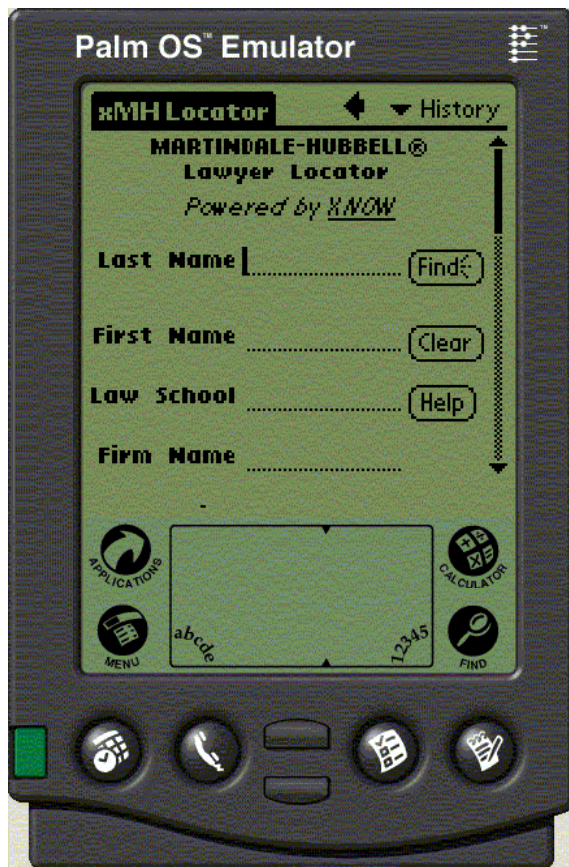 Palm OS™ Emulator
xMH Locator History
MARTINDALE-HUBBELL®
Lawyer Locator
Powered by XNOW
Last Name Find
First Name Clear
Law School Help
Firm Name
APPLICATIONS CALCULATOR
MENU abcde 12345 FIND